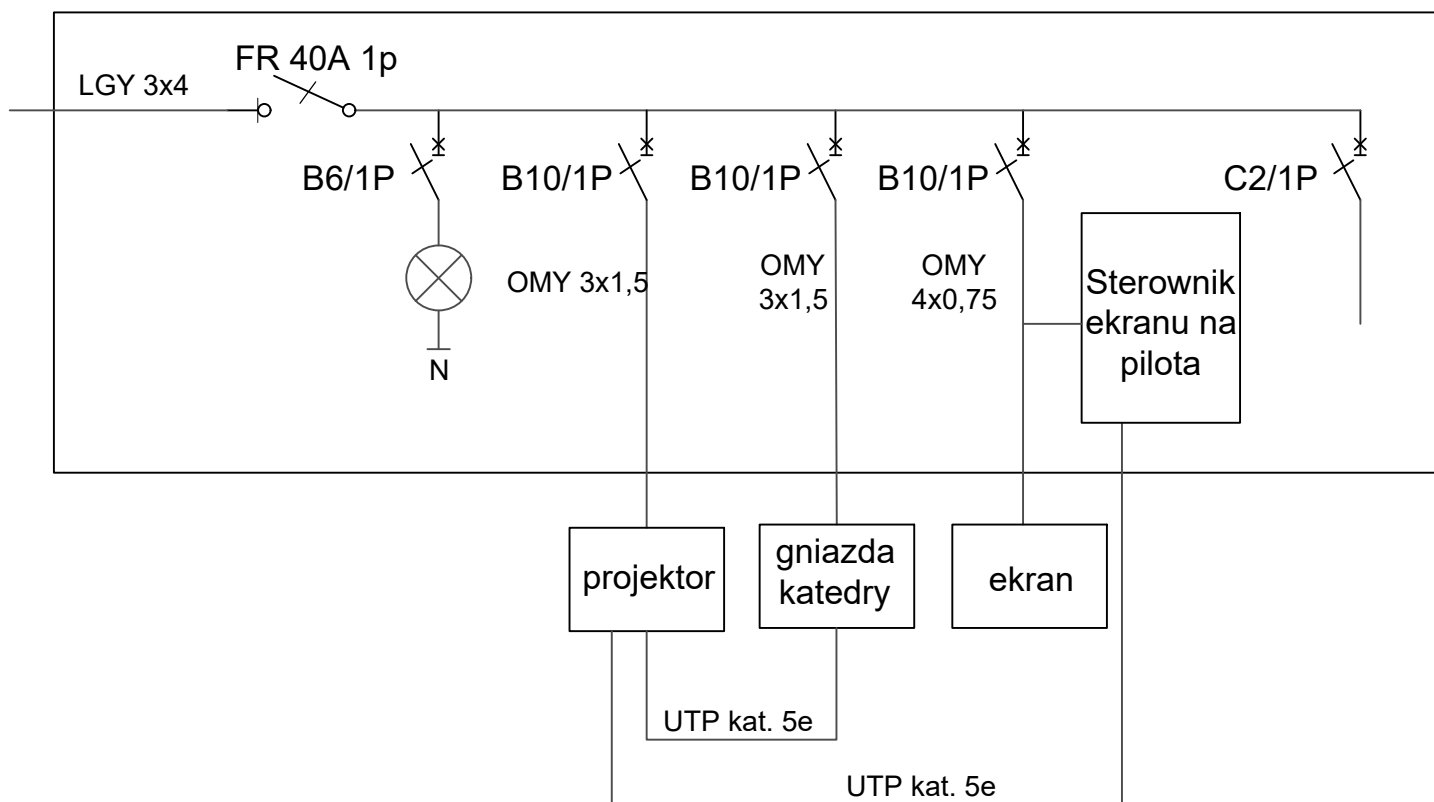 FR 40A 1p
LGY 3x4
B6/1P
B10/1P
B10/1P
B10/1P
C2/1P
OMY 3x1,5
OMY
3x1,5
OMY
4x0,75
Sterownik
ekranu na
pilota
N
projektor
gniazda
katedry
ekran
UTP kat. 5e
UTP kat. 5e